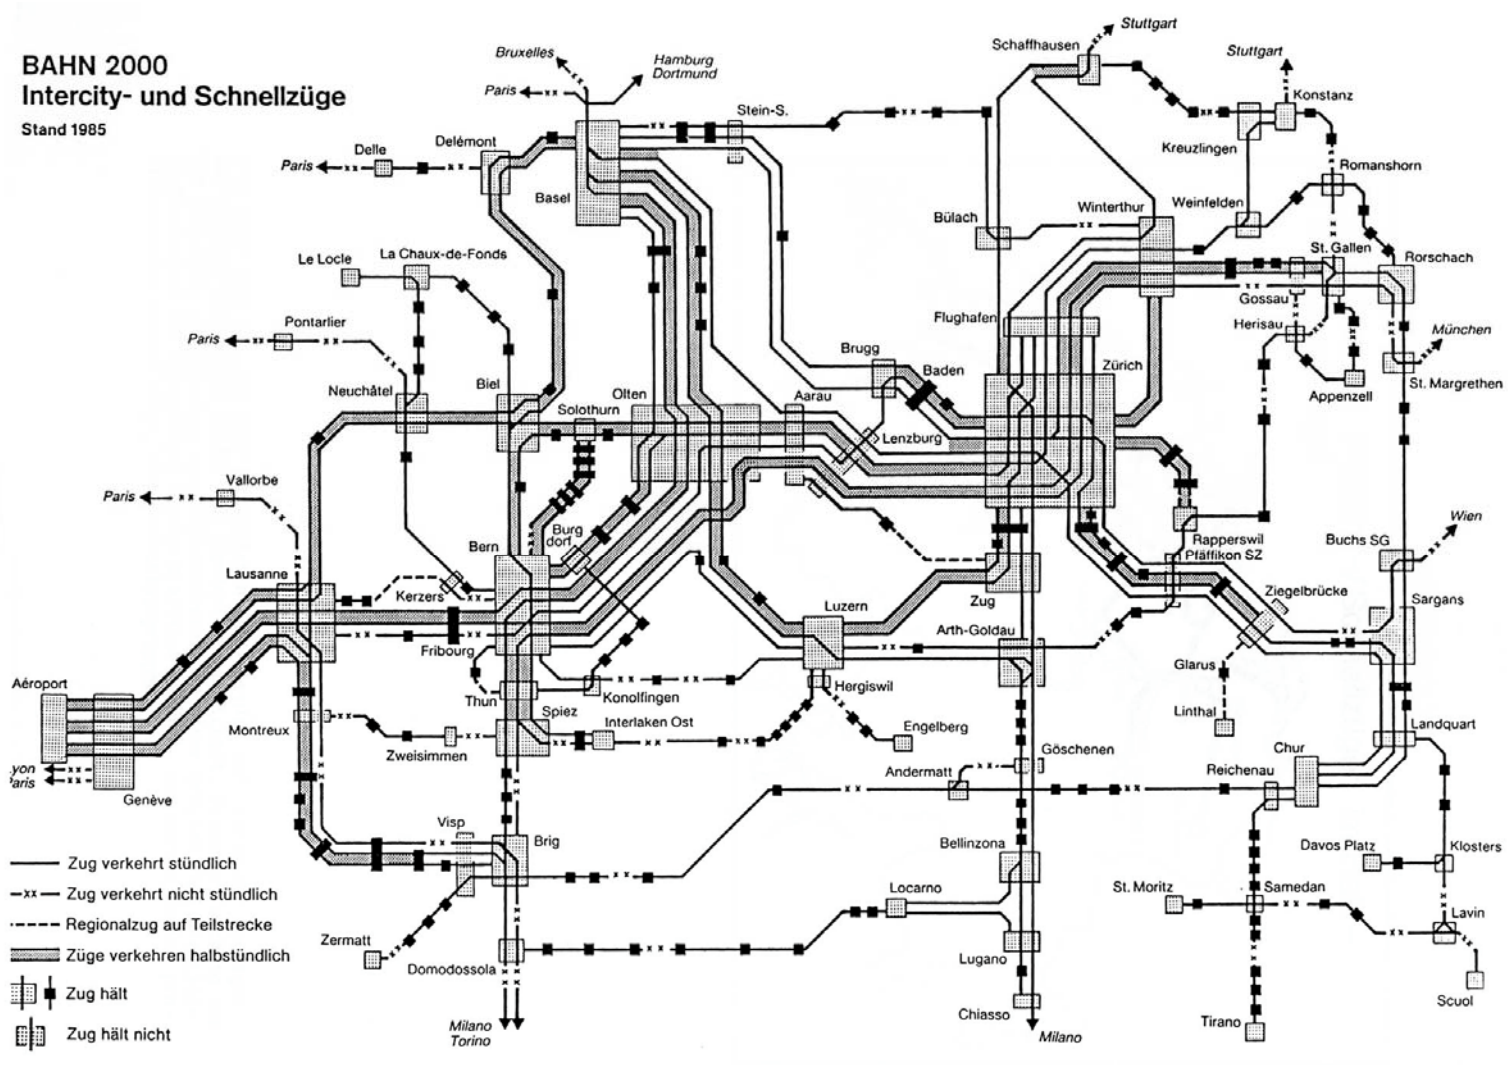 BAHN 2000
Intercity- und Schnellzüge
Stand 1985
Stuttgart
Schaffhausen
Stuttgart
Bruxelles
Hamburg
Dortmund
Paris
Konstanz
Stein-S.
Kreuzlingen
Delémont
Delle
Paris
Romanshorn
Basel
Bülach
Winterthur
Weinfelden
St. Gallen
Rorschach
Le Locle
La Chaux-de-Fonds
Gossau
Flughafen
Herisau
München
Pontarlier
Paris
Brugg
Baden
Zürich
St. Margrethen
Appenzell
Neuchâtel
Biel
Solothurn
Olten
Aarau
Lenzburg
Vallorbe
Paris
Wien
Burg
dorf
Bern
Rapperswil
Pfäffikon SZ
Buchs SG
Lausanne
Kerzers
Zug
Ziegelbrücke
Sargans
Luzern
Arth-Goldau
Fribourg
Glarus
Aéroport
Thun
Konolfingen
Hergiswil
Linthal
Montreux
Spiez
Interlaken Ost
Engelberg
Landquart
Zweisimmen
Göschenen
Chur
yon
Paris
Genève
Andermatt
Reichenau
Visp
Brig
Bellinzona
Davos Platz
Klosters
Zug verkehrt stündlich
Zug verkehrt nicht stündlich
Regionalzug auf Teilstrecke
Züge verkehren halbstündlich
Zug hält
Zug hält nicht
Locarno
St. Moritz
Samedan
Lavin
Zermatt
Domodossola
Lugano
Scuol
Chiasso
Tirano
Milano
Torino
Milano